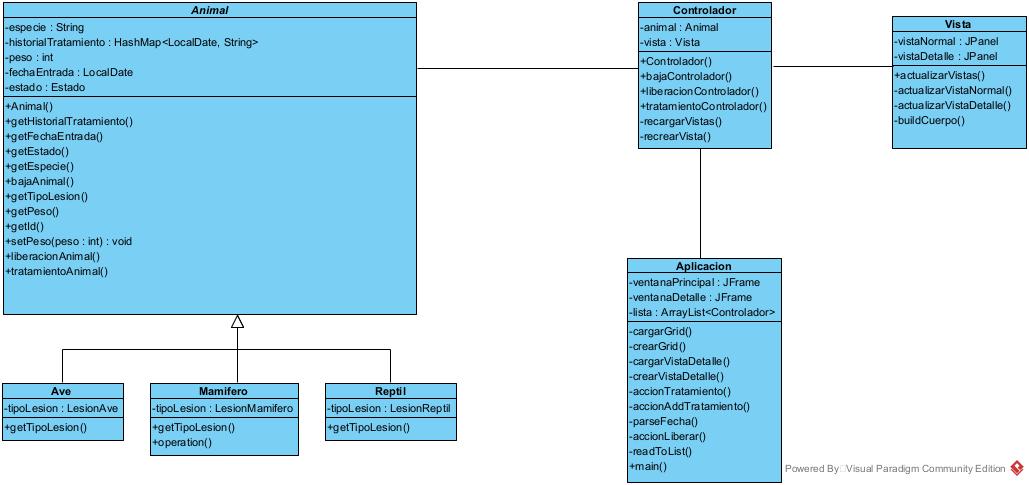 Animal
-especie : String
-historialTratamiento : HashMap<LocalDate, String>
-peso : int
-fechaEntrada : LocalDate
-estado : Estado
+Animal()
+getHistorialTratamiento()
+getFechaEntrada()
+getEstado()
+getEspecie()
+bajaAnimal()
+getTipoLesion()
+getPeso()
+getId()
+setPeso(peso : int) : void
+liberacionAnimal()
+tratamientoAnimal()
Controlador
-animal : Animal
-vista : Vista
+Controlador()
+bajaControlador()
+liberacionControlador()
+tratamientoControlador()
-recargarVistas()
-recrearVista()
Vista
-vistaNormal : JPanel
-vistaDetalle : JPanel
+actualizarVistas()
-actualizarVistaNormal()
-actualizarVistaDetalle()
-buildCuerpo()
Ave
-tipoLesion : LesionAve
+getTipoLesion()
Mamifero
-tipoLesion : LesionMamifero
+getTipoLesion()
+operation()
Reptil
-tipoLesion : LesionReptil
+getTipoLesion()
Aplicacion
-ventanaPrincipal : JFrame
-ventanaDetalle : JFrame
-lista : ArrayList<Controlador>
-cargarGrid()
-crearGrid()
-cargarVistaDetalle()
-crearVistaDetalle()
-accionTratamiento()
-accionAddTratamiento()
-parseFecha()
-accionLiberar()
-readToList()
+main()
Powered By Visual Paradigm Community Edition